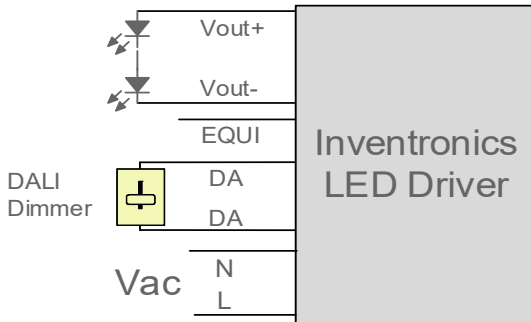 Vout+
Vout-
EQUI
DALI
Dimmer
DA
DA
Vac
N
L
Inventronics
LED Driver